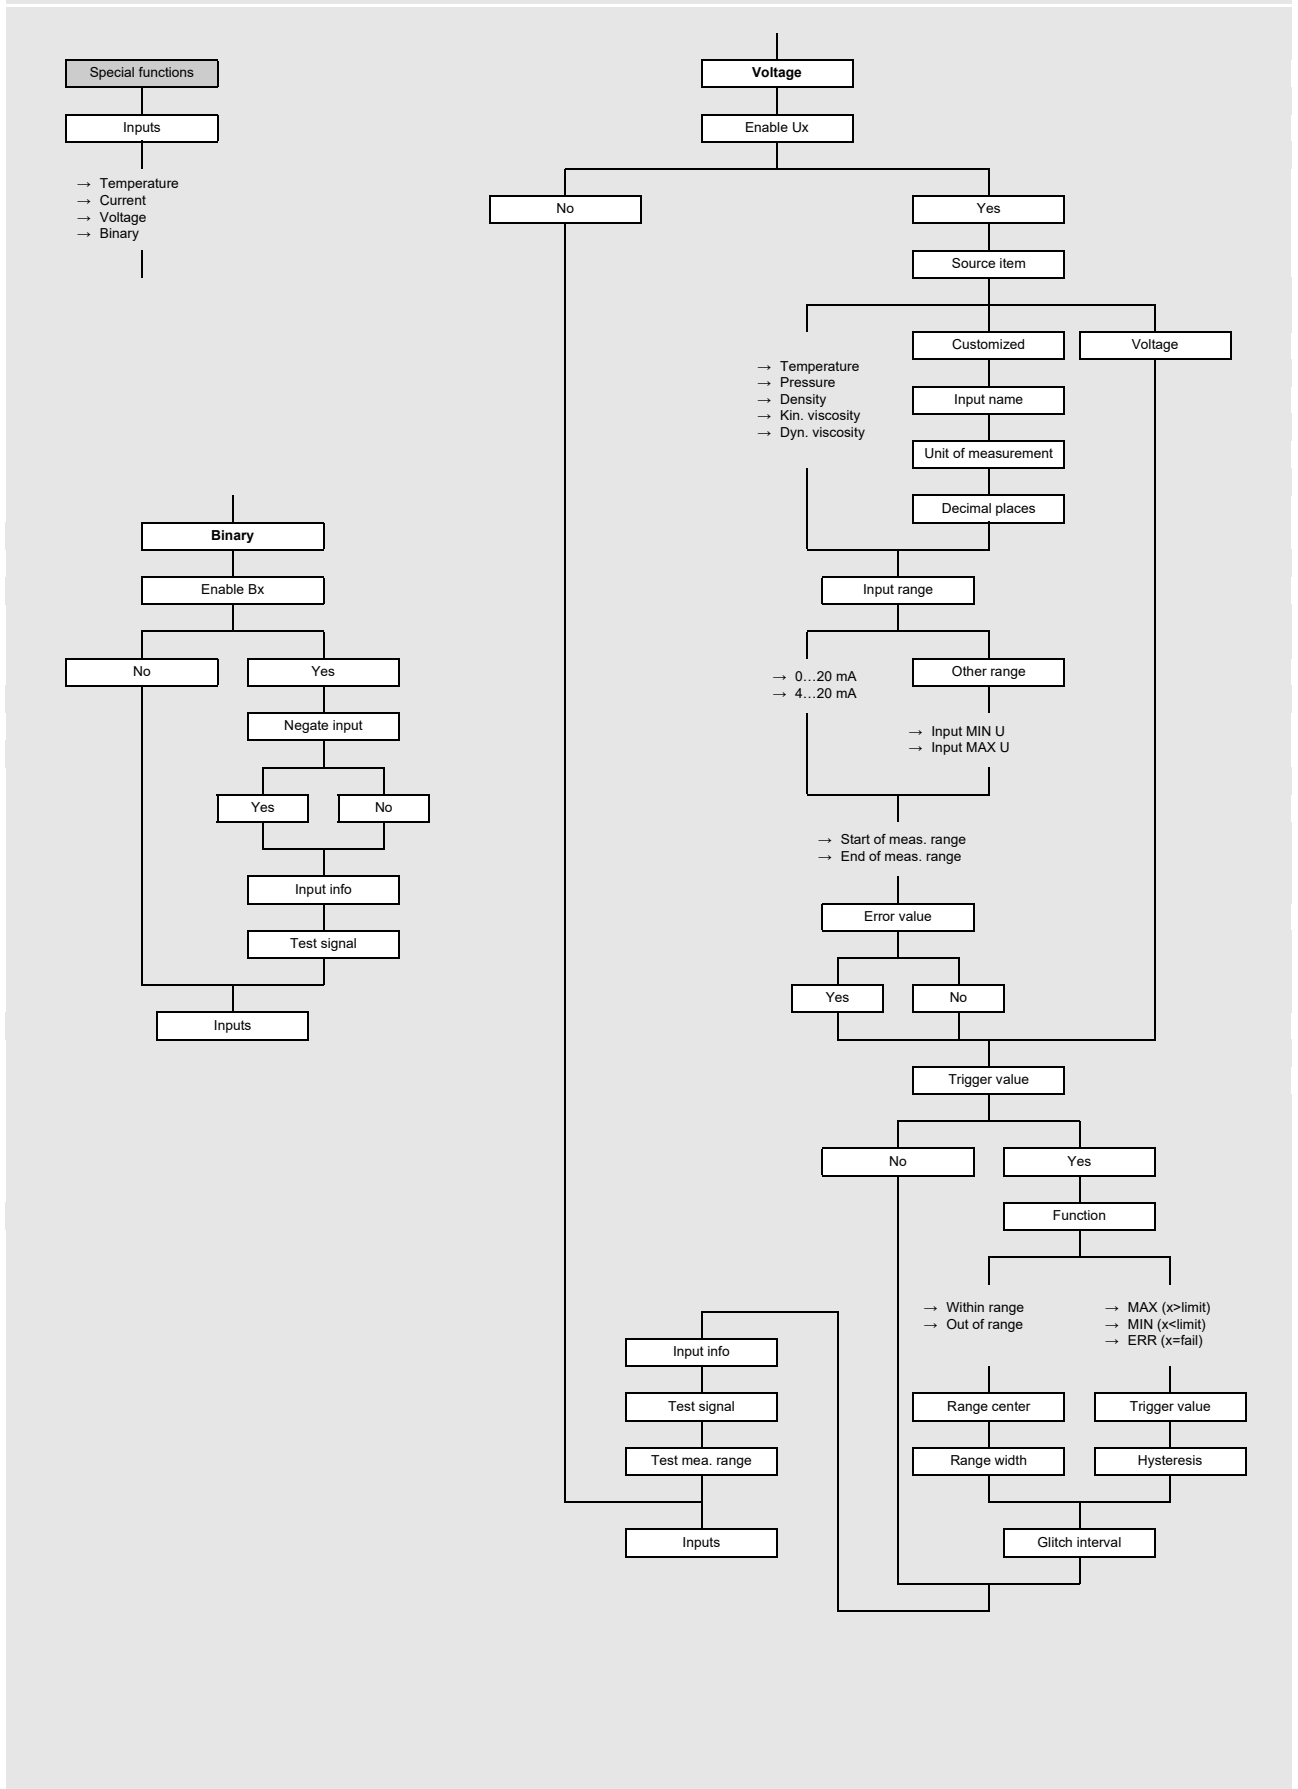 Special functions
Inputs
→ Temperature
→ Current
→ Voltage
→ Binary
Binary
Enable Bx
No
Yes
Negate input
Yes
No
Input info
Test signal
Inputs
Voltage
Enable Ux
No
Yes
Source item
Customized
Voltage
→ Temperature
→ Pressure
→ Density
→ Kin. viscosity
→ Dyn. viscosity
Input name
Unit of measurement
Decimal places
Input range
→ 0…20 mA
→ 4…20 mA
Other range
→ Input MIN U
→ Input MAX U
→ Start of meas. range
→ End of meas. range
Error value
Yes
No
Trigger value
No
Yes
Function
→ Within range
→ Out of range
→ MAX (x>limit)
→ MIN (x<limit)
→ ERR (x=fail)
Range center
Trigger value
Range width
Hysteresis
Glitch interval
Input info
Test signal
Test mea. range
Inputs